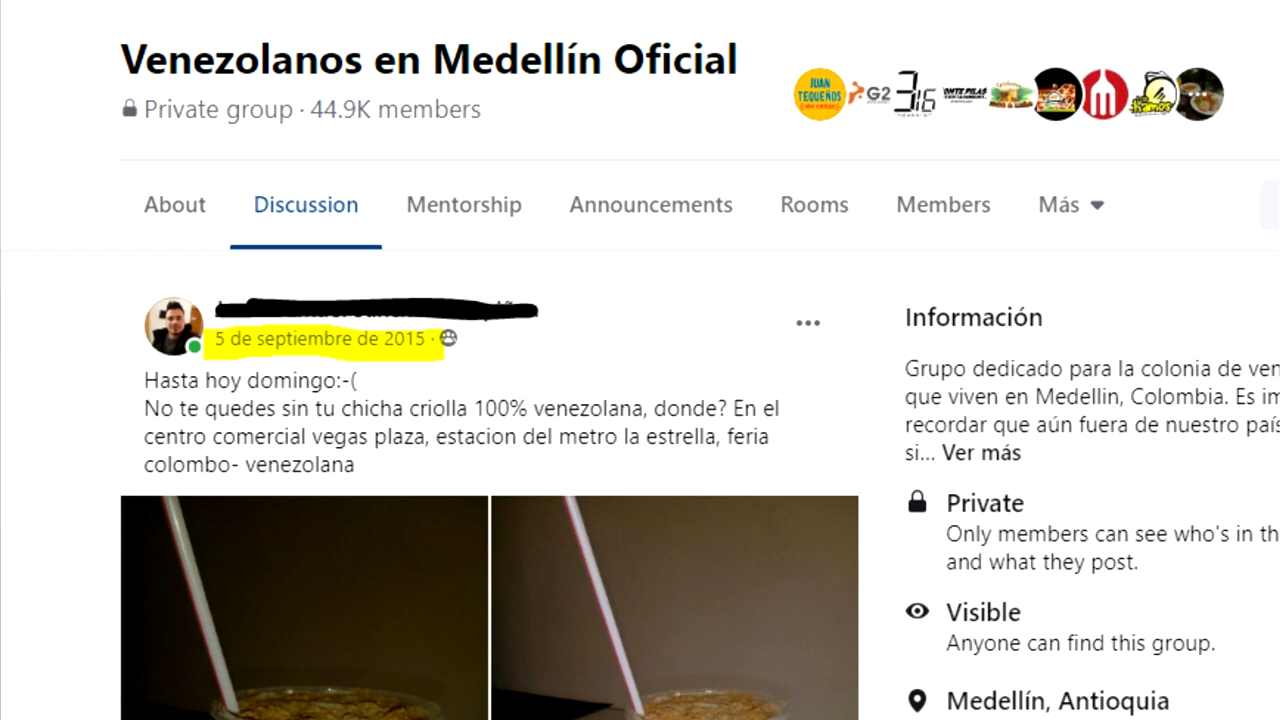 Venezolanos en Medellín Oficial
Private group · 44.9K members
JUAN
TEQUEÑOS
G2
316
About
Discussion
Mentorship
Announcements
Rooms
Members
Más
5 de septiembre de 2015 ·
Hasta hoy domingo:-(
No te quedes sin tu chicha criolla 100% venezolana, donde? En el
centro comercial vegas plaza, estacion del metro la estrella, feria
colombo- venezolana
Información
Grupo dedicado para la colonia de ven
que viven en Medellin, Colombia. Es im
recordar que aún fuera de nuestro país
si... Ver más
Private
Only members can see who's in th
and what they post.
Visible
Anyone can find this group.
Medellín, Antioquia